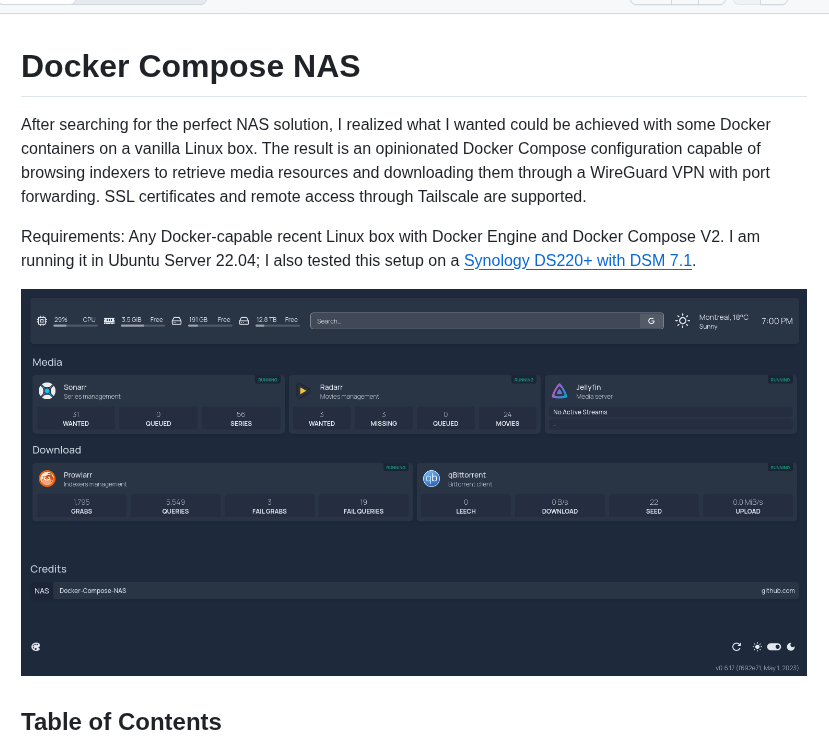 Docker Compose NAS
After searching for the perfect NAS solution, I realized what I wanted could be achieved with some Docker
containers on a vanilla Linux box. The result is an opinionated Docker Compose configuration capable of
browsing indexers to retrieve media resources and downloading them through a WireGuard VPN with port
forwarding. SSL certificates and remote access through Tailscale are supported.
Requirements: Any Docker-capable recent Linux box with Docker Engine and Docker Compose V2. I am
running it in Ubuntu Server 22.04; I also tested this setup on a Synology DS220+ with DSM 7.1.
29% CPU 3.5 GiB Free 191 GB Free 12.8 TB Free Search... G Montreal, 18°C 7:00 PM
Sunny
Media
RUNNING RUNNING RUNNING
Sonarr Radarr Jellyfin
Series management Movies management Media server
No Active Streams
31 0 56 3 3 0 24
WANTED QUEUED SERIES WANTED MISSING QUEUED MOVIES
Download
RUNNING RUNNING
Prowlarr qBittorrent
Indexers management Bittorrent client
1,795 5,549 3 19 0 0 B/s 22 0.0 MiB/s
GRABS QUERIES FAIL GRABS FAIL QUERIES LEECH DOWNLOAD SEED UPLOAD
Credits
NAS Docker-Compose-NAS github.com
v0.6.17 (f692e71, May 1, 2023)
Table of Contents